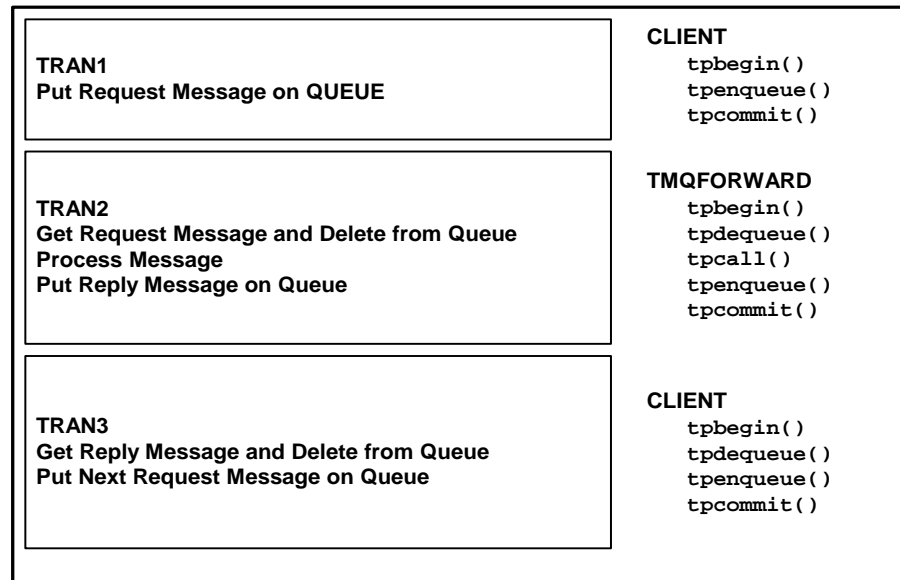 TRAN1
Put Request Message on QUEUE
CLIENT
tpbegin()
tpenqueue()
tpcommit()
TRAN2
Get Request Message and Delete from Queue
Process Message
Put Reply Message on Queue
TMQFORWARD
tpbegin()
tpdequeue()
tpcall()
tpenqueue()
tpcommit()
TRAN3
Get Reply Message and Delete from Queue
Put Next Request Message on Queue
CLIENT
tpbegin()
tpdequeue()
tpenqueue()
tpcommit()